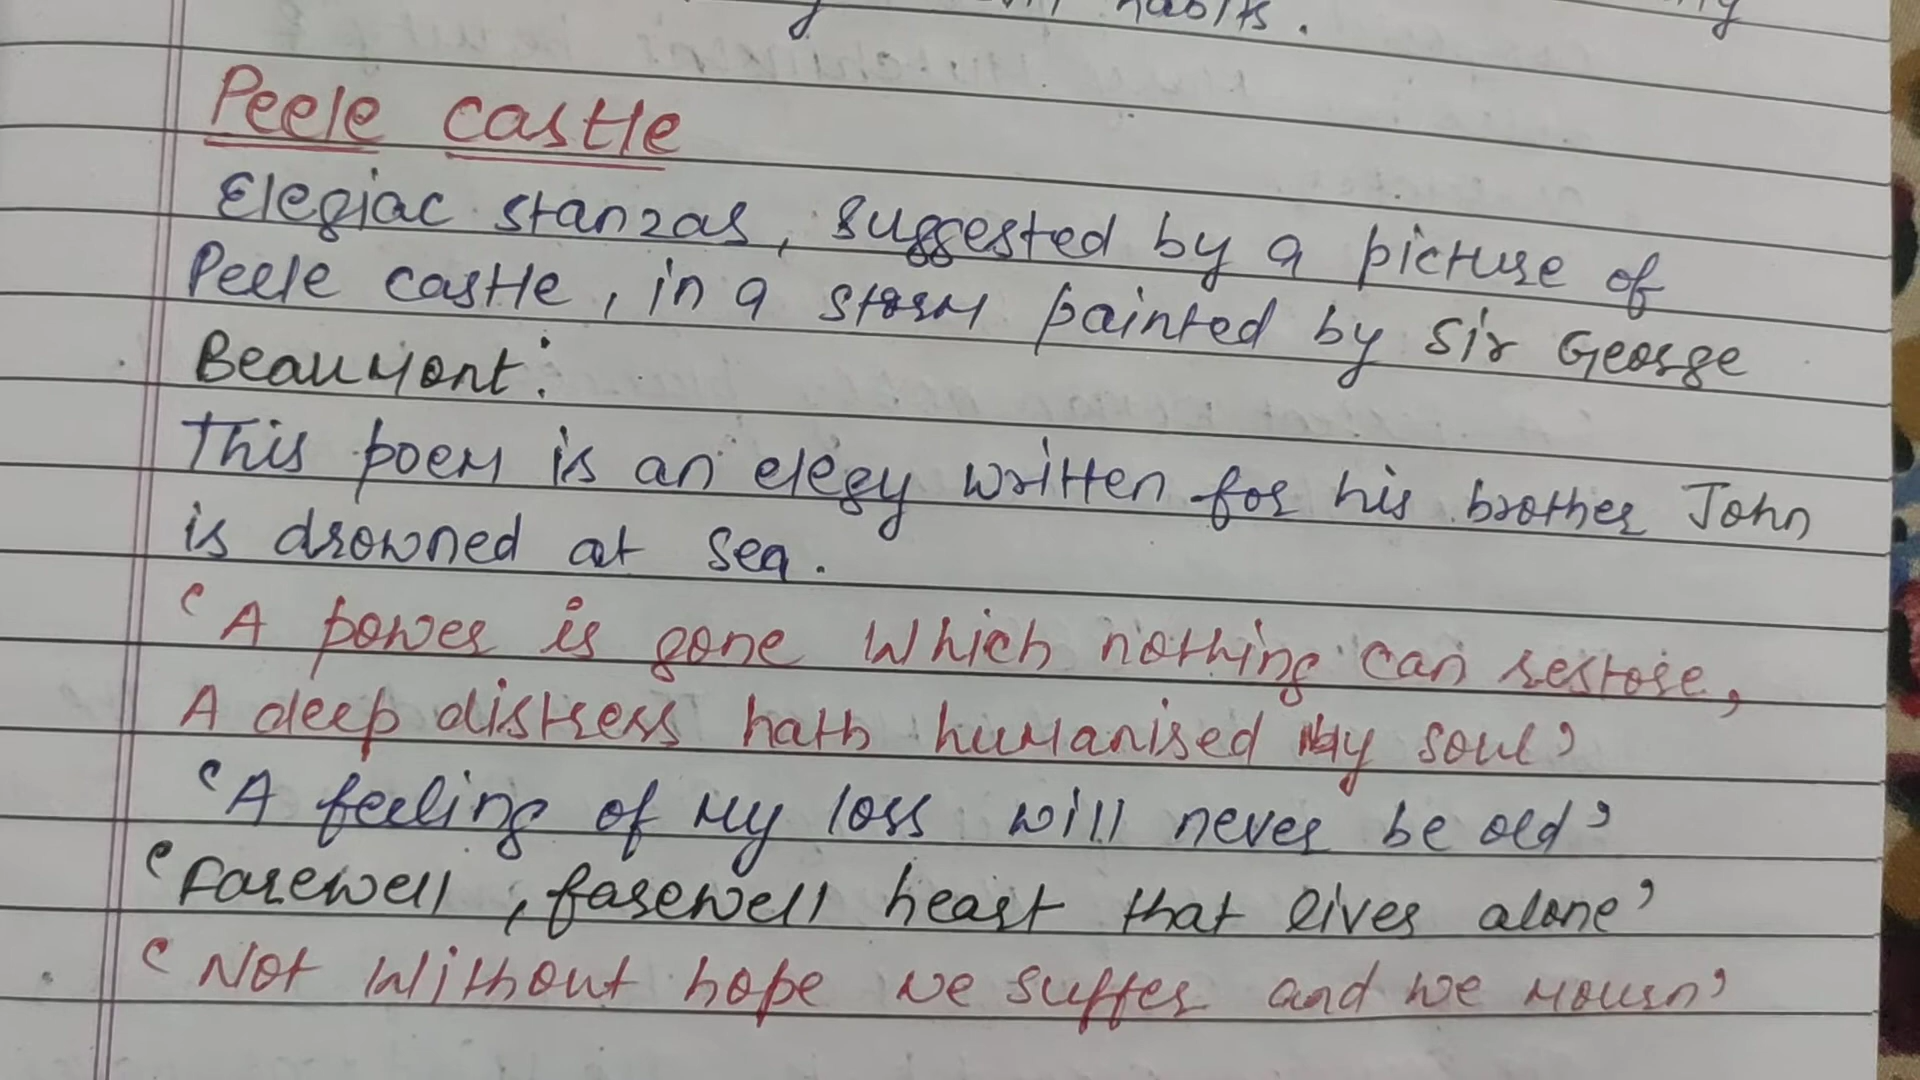 habits.
Peele castle
Elegiac stanzas, suggested by a picture of
Peele castle, in a storm painted by Sir George
Beaumont:
This poem is an elegy written for his brother John
is drowned at sea.
'A power is gone which nothing can restore,
A deep distress hath humanised my soul'
'A feeling of my loss will never be old'
'Farewell, farewell heart that lives alone'
'Not without hope we suffer and we mourn'